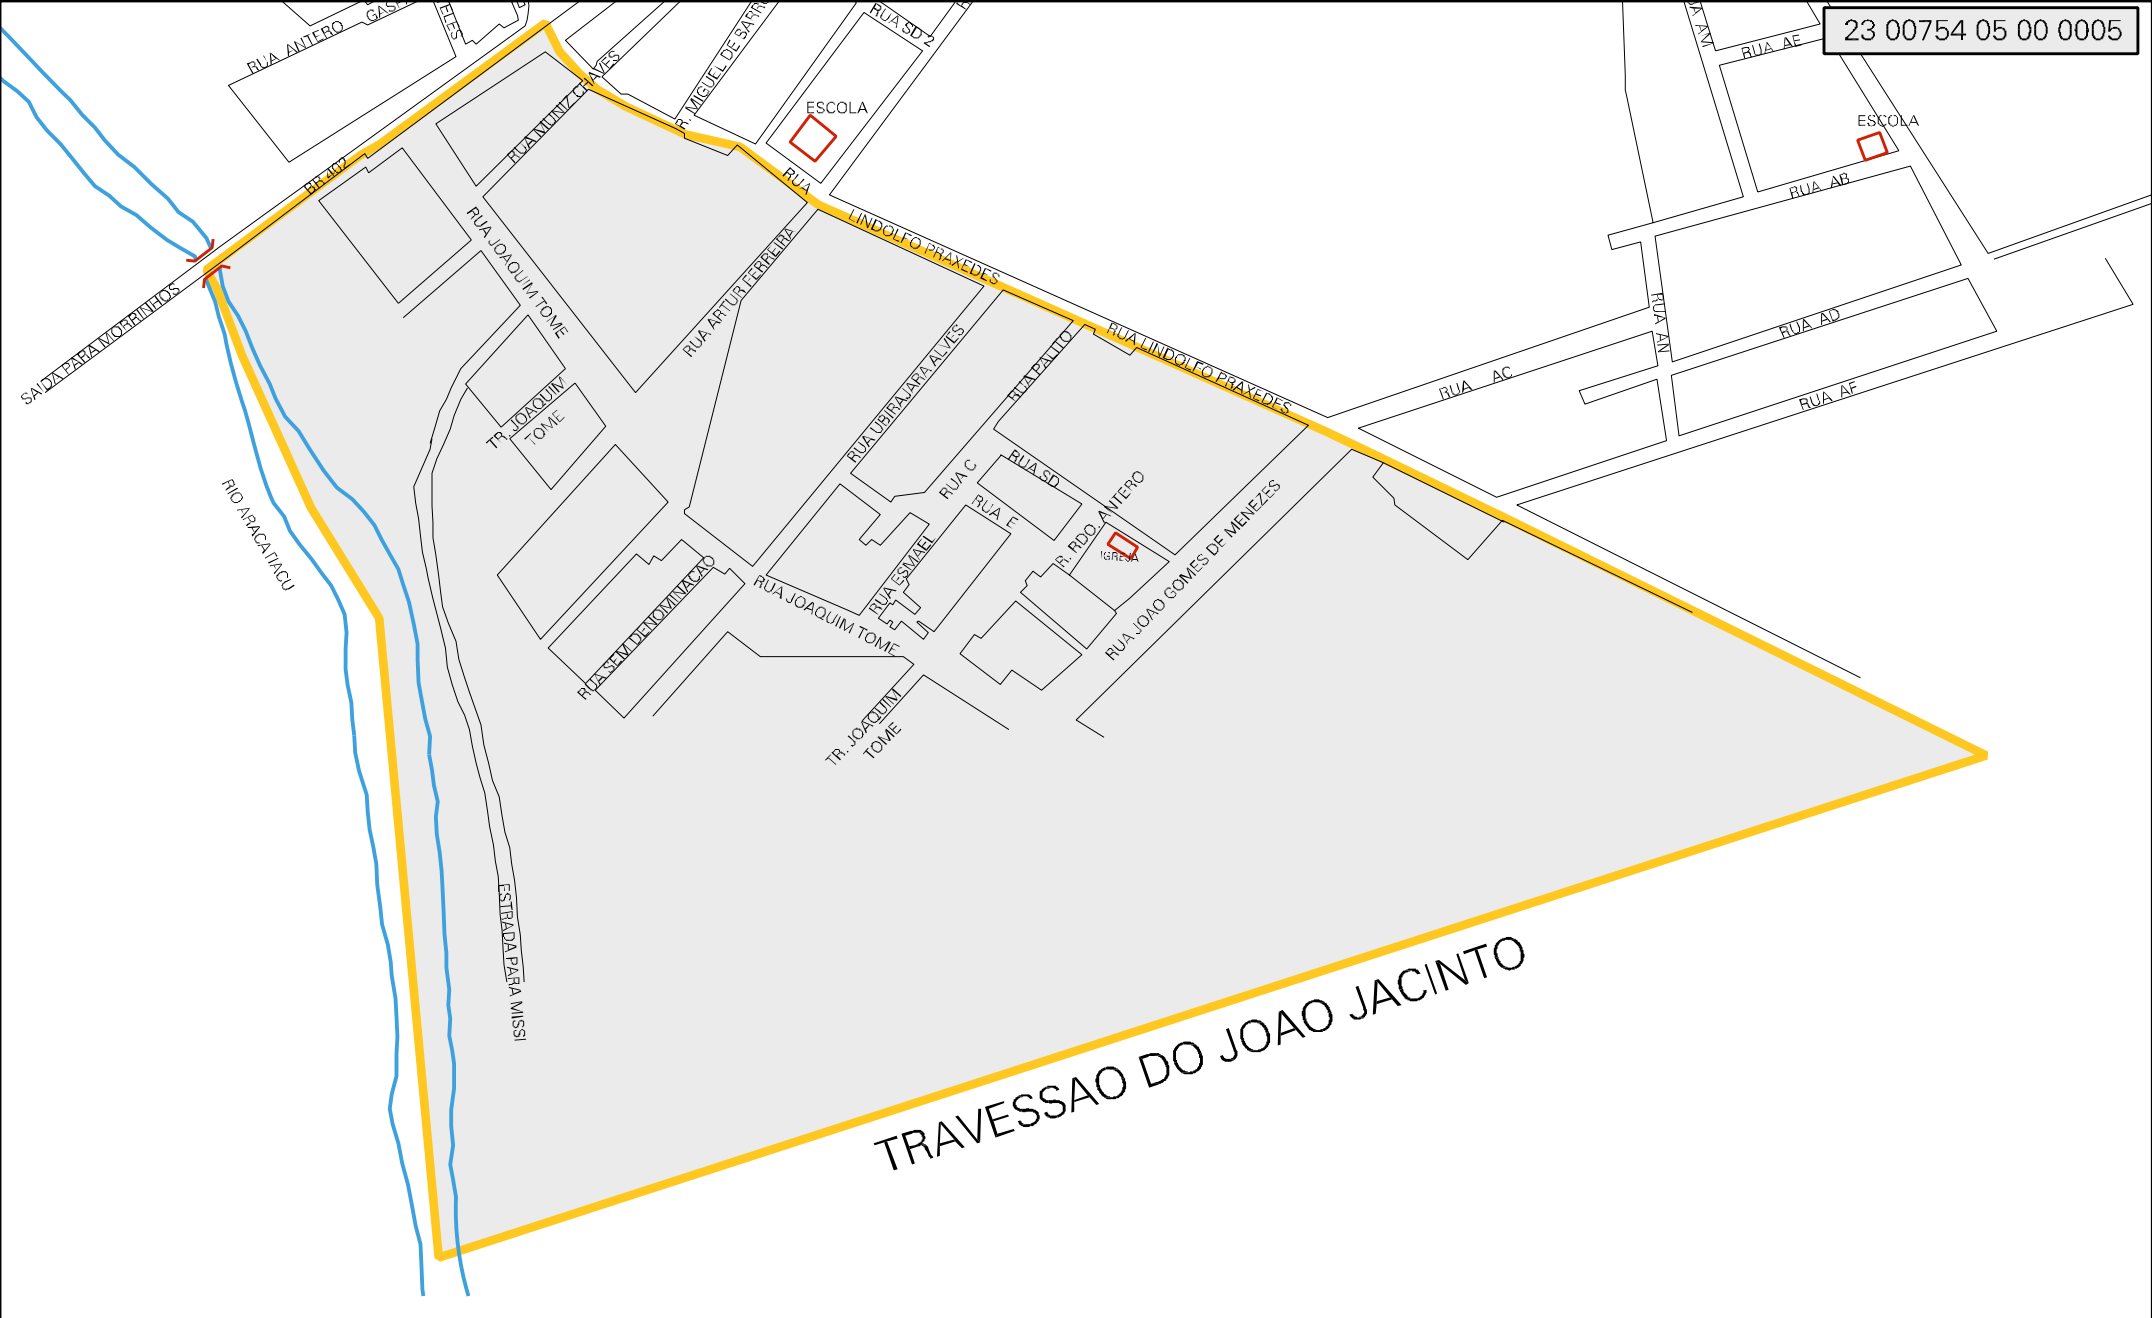 23 00754 05 00 0005
RUA ANTERO
RUA SD 2
RUA AE
R. MIGUEL DE BARRO
RUA MUNIZ CHAVES
ESCOLA
ESCOLA
BR 402
RUA
RUA AB
LINDOLFO PRAXEDES
RUA JOAQUIM TOME
RUA ARTUR FERREIRA
SAIDA PARA MORRINHOS
RUA AN
RUA AD
RUA LINDOLFO PRAXEDES
RUA PALITO
RUA UBIRAJARA ALVES
RUA AC
RUA AF
TR. JOAQUIM
TOME
RUA C
RUA SD
RUA E
R. RDO. ANTERO
IGREJA
RUA ESMAEL
RUA JOAO GOMES DE MENEZES
RIO ARACATIACU
RUA SEM DENOMINACAO
RUA JOAQUIM TOME
TR. JOAQUIM
TOME
ESTRADA PARA MISSI
TRAVESSAO DO JOAO JACINTO